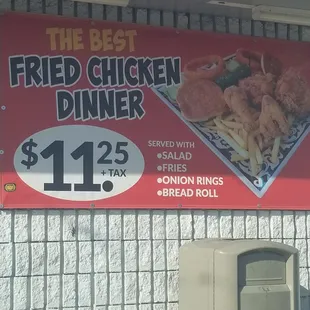 THE BEST
FRIED CHICKEN
DINNER
$11.25
+ TAX
SERVED WITH
•SALAD
•FRIES
•ONION RINGS
•BREAD ROLL